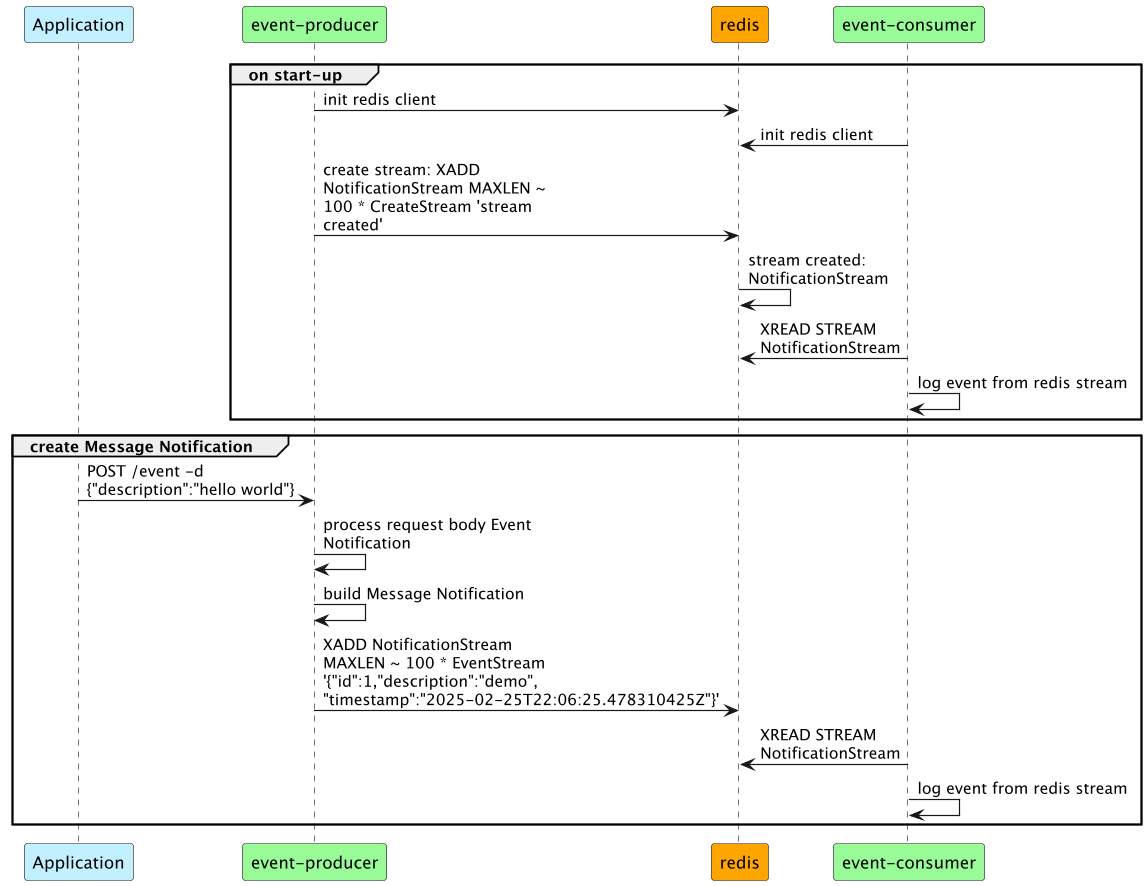 Application
event-producer
redis
event-consumer
on start-up
init redis client
init redis client
create stream: XADD
NotificationStream MAXLEN ~
100 * CreateStream 'stream
created'
stream created:
NotificationStream
XREAD STREAM
NotificationStream
log event from redis stream
create Message Notification
POST /event -d
{"description":"hello world"}
process request body Event
Notification
build Message Notification
XADD NotificationStream
MAXLEN ~ 100 * EventStream
'{"id":1,"description":"demo",
"timestamp":"2025-02-25T22:06:25.478310425Z"}'
XREAD STREAM
NotificationStream
log event from redis stream
Application
event-producer
redis
event-consumer